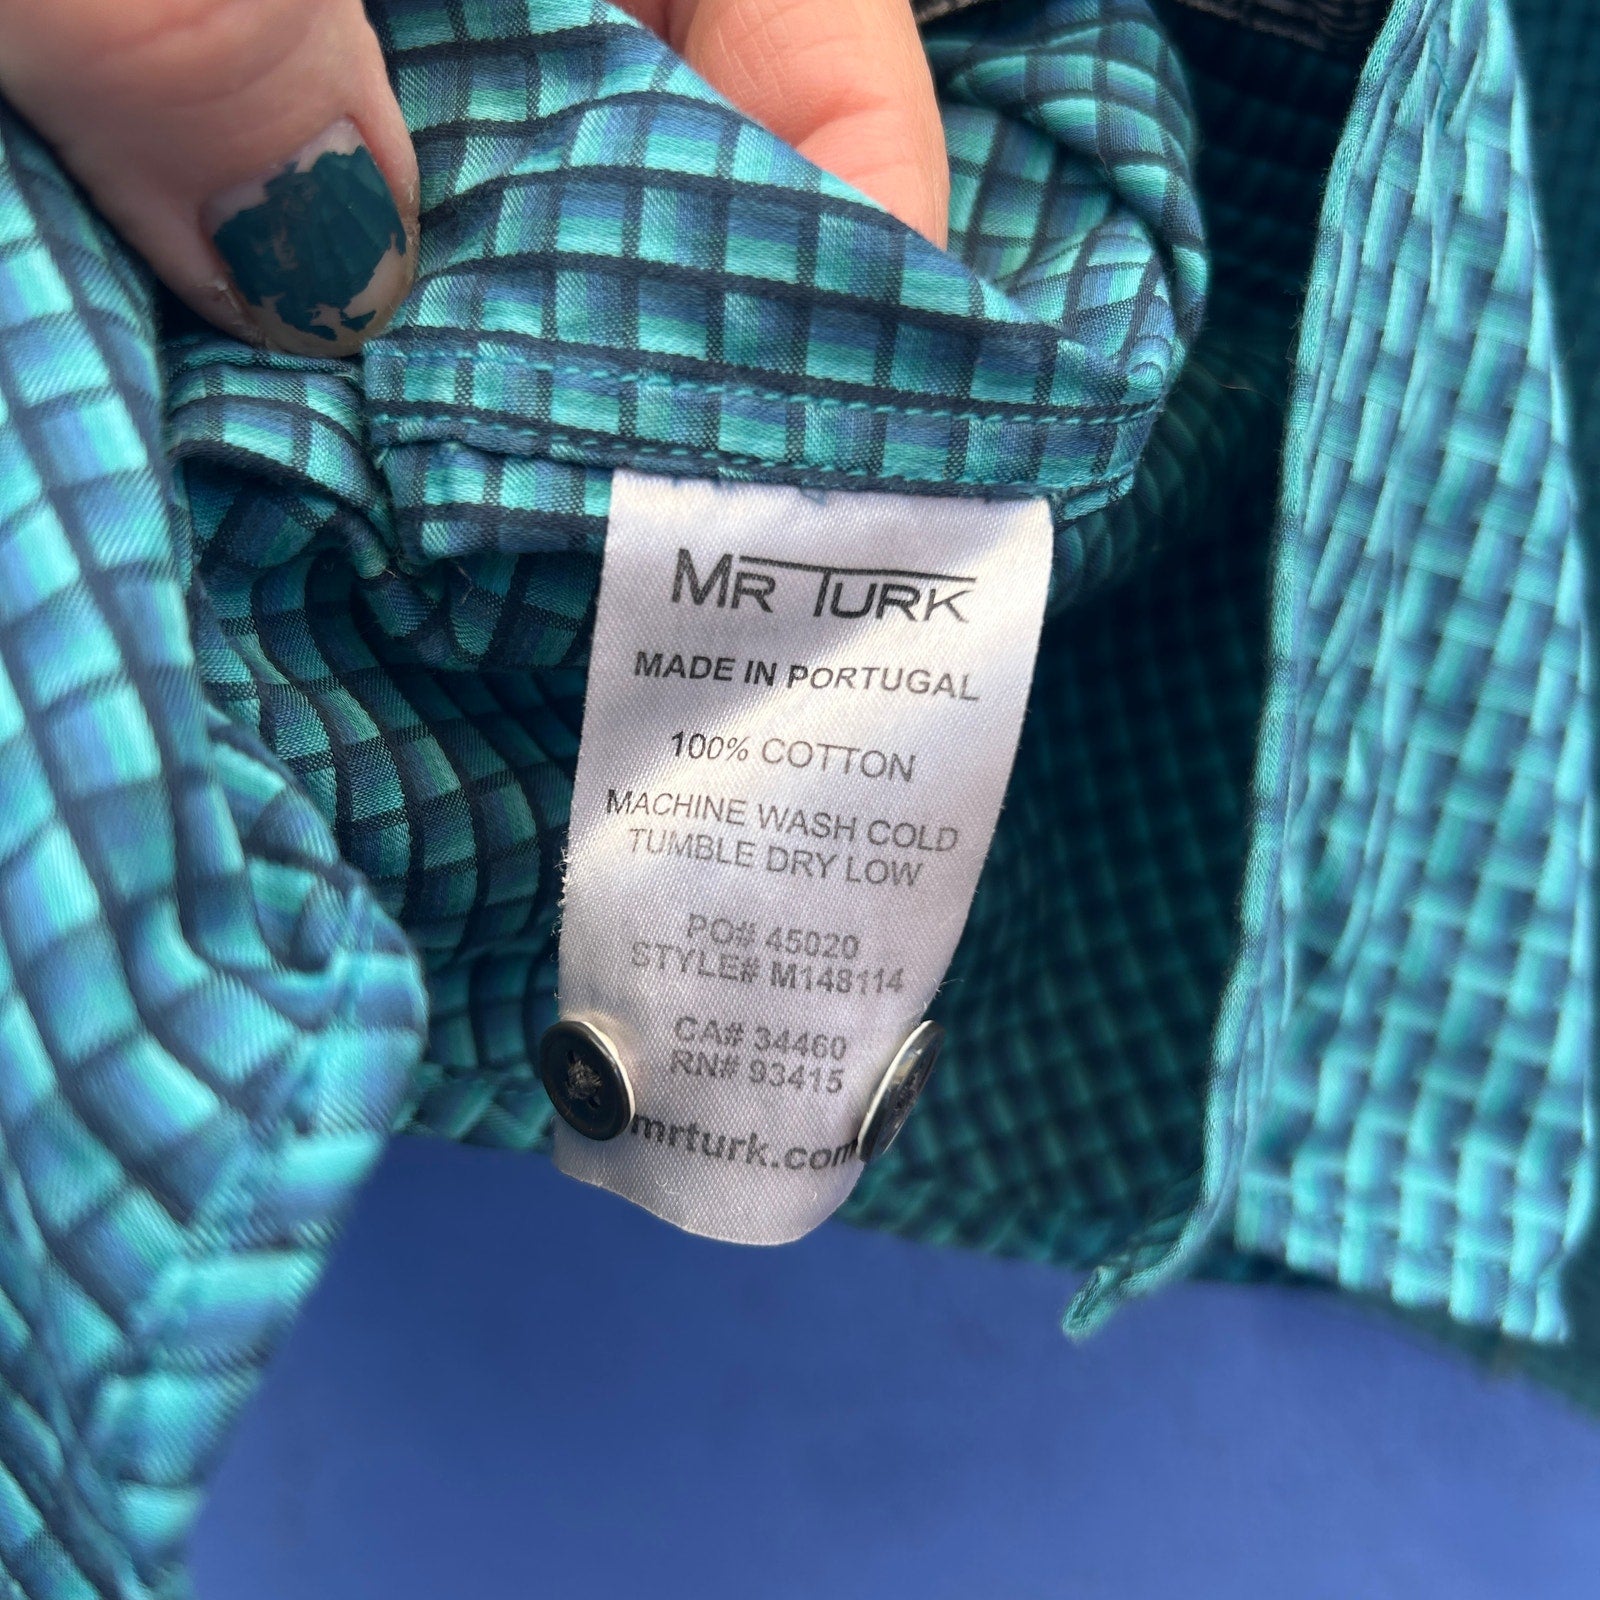 MR TURK
MADE IN PORTUGAL
100% COTTON
MACHINE WASH COLD
TUMBLE DRY LOW
PO# 45020
STYLE# M148114
CA# 34460
RN# 93415
mrturk.com